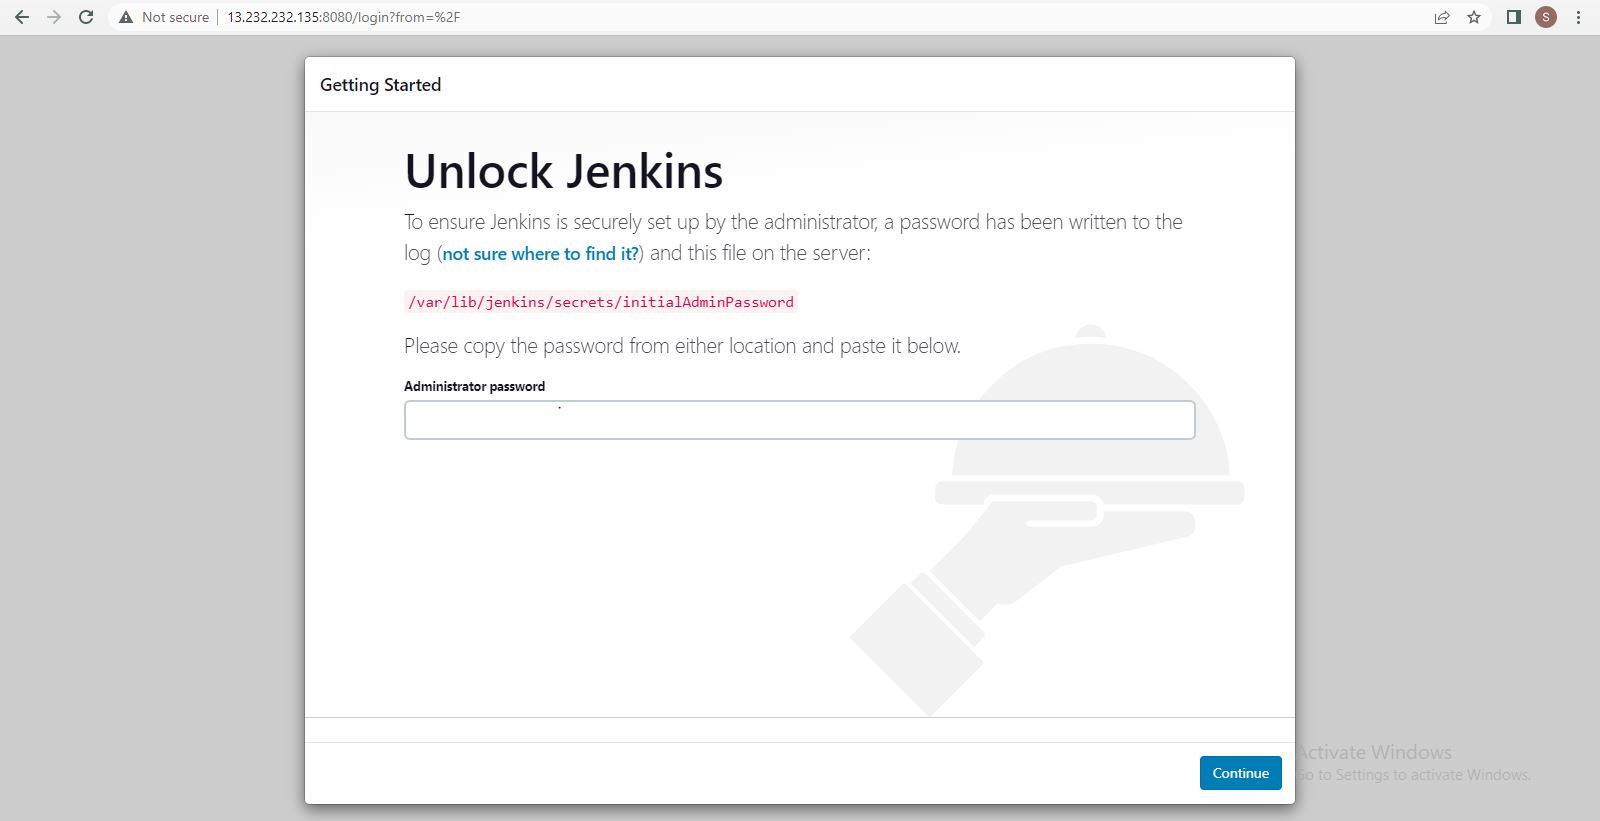 Not secure 13.232.232.135:8080/login?from=%2F
S
Getting Started
Unlock Jenkins
To ensure Jenkins is securely set up by the administrator, a password has been written to the
log (not sure where to find it?) and this file on the server:
/var/lib/jenkins/secrets/initialAdminPassword
Please copy the password from either location and paste it below.
Administrator password
Continue
Activate Windows
Go to Settings to activate Windows.